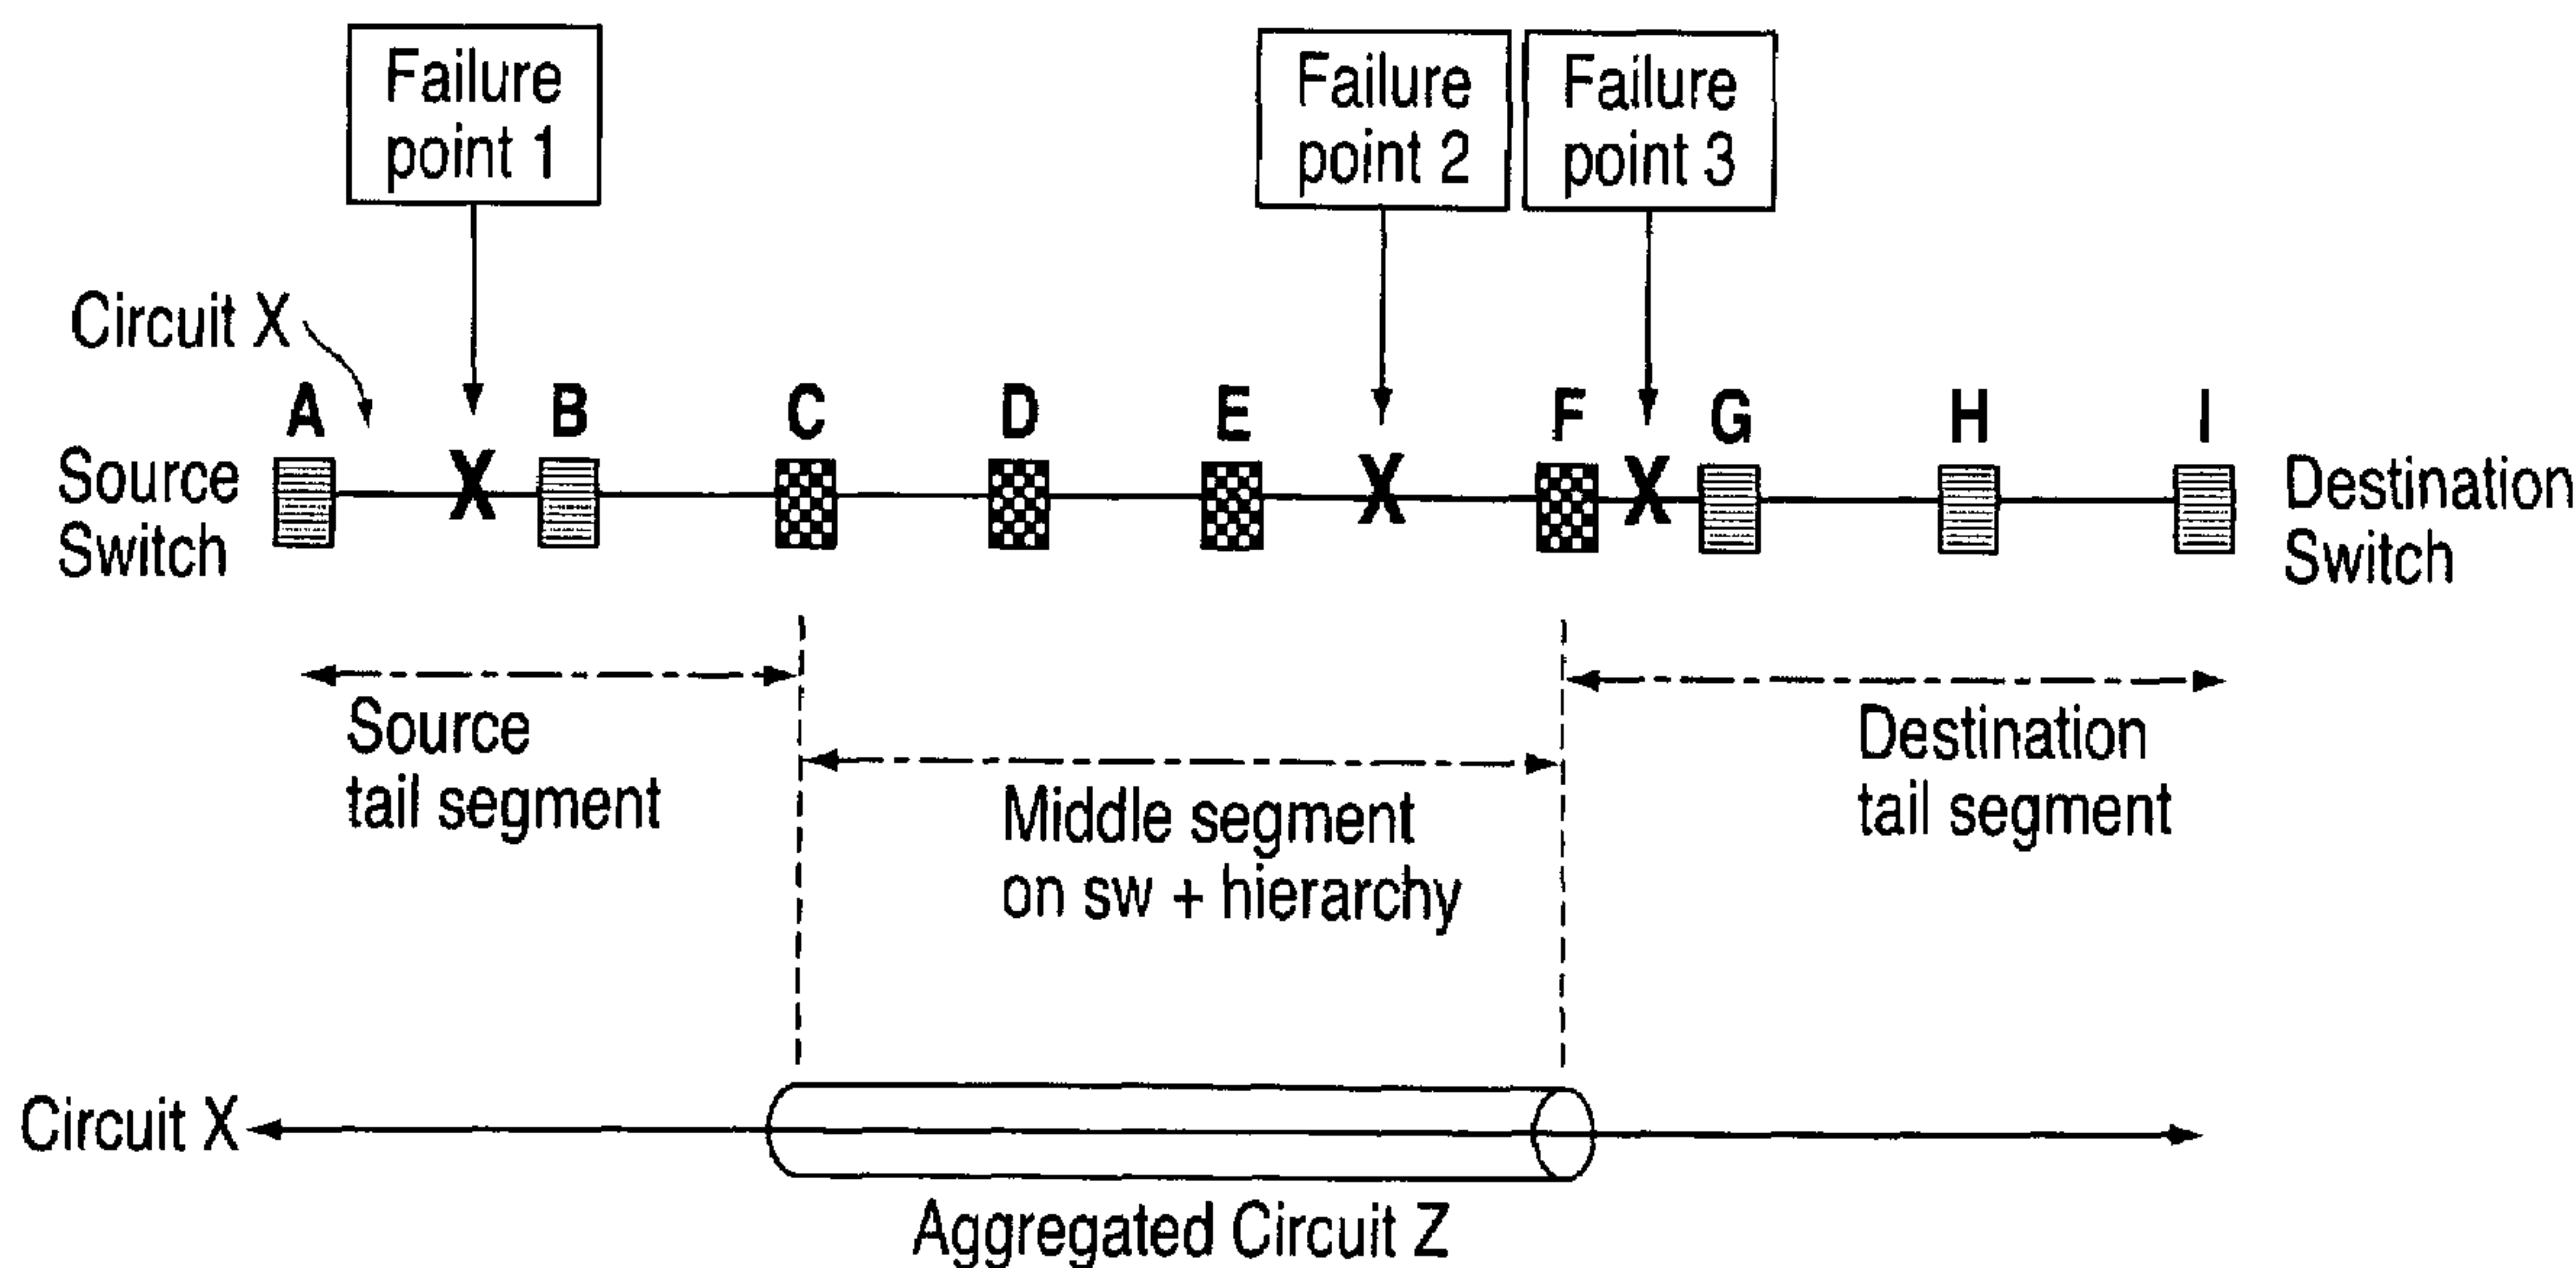 Failure
point 1
Failure
point 2
Failure
point 3
Circuit X
A
B
C
D
E
F
G
H
I
Source
Switch
X
X
X
Destination
Switch
Source
tail segment
Middle segment
on sw + hierarchy
Destination
tail segment
Circuit X
Aggregated Circuit Z